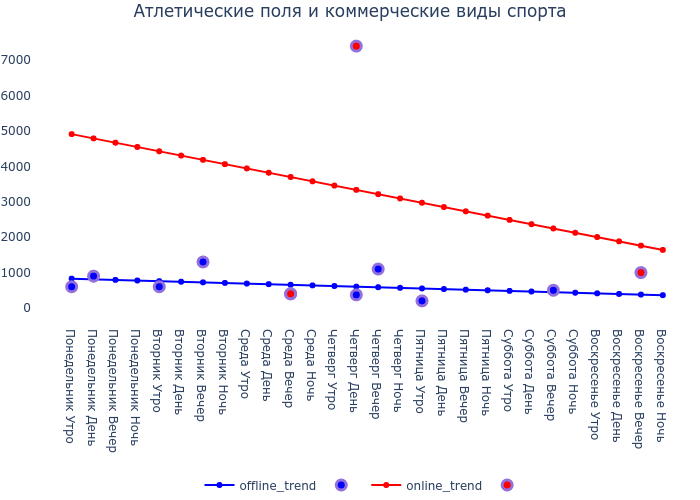 Атлетические поля и коммерческие виды спорта
7000
6000
5000
4000
3000
2000
1000
0
Понедельник Утро
Понедельник День
Понедельник Вечер
Понедельник Ночь
Вторник Утро
Вторник День
Вторник Вечер
Вторник Ночь
Среда Утро
Среда День
Среда Вечер
Среда Ночь
Четверг Утро
Четверг День
Четверг Вечер
Четверг Ночь
Пятница Утро
Пятница День
Пятница Вечер
Пятница Ночь
Суббота Утро
Суббота День
Суббота Вечер
Суббота Ночь
Воскресенье Утро
Воскресенье День
Воскресенье Вечер
Воскресенье Ночь
offline_trend online_trend